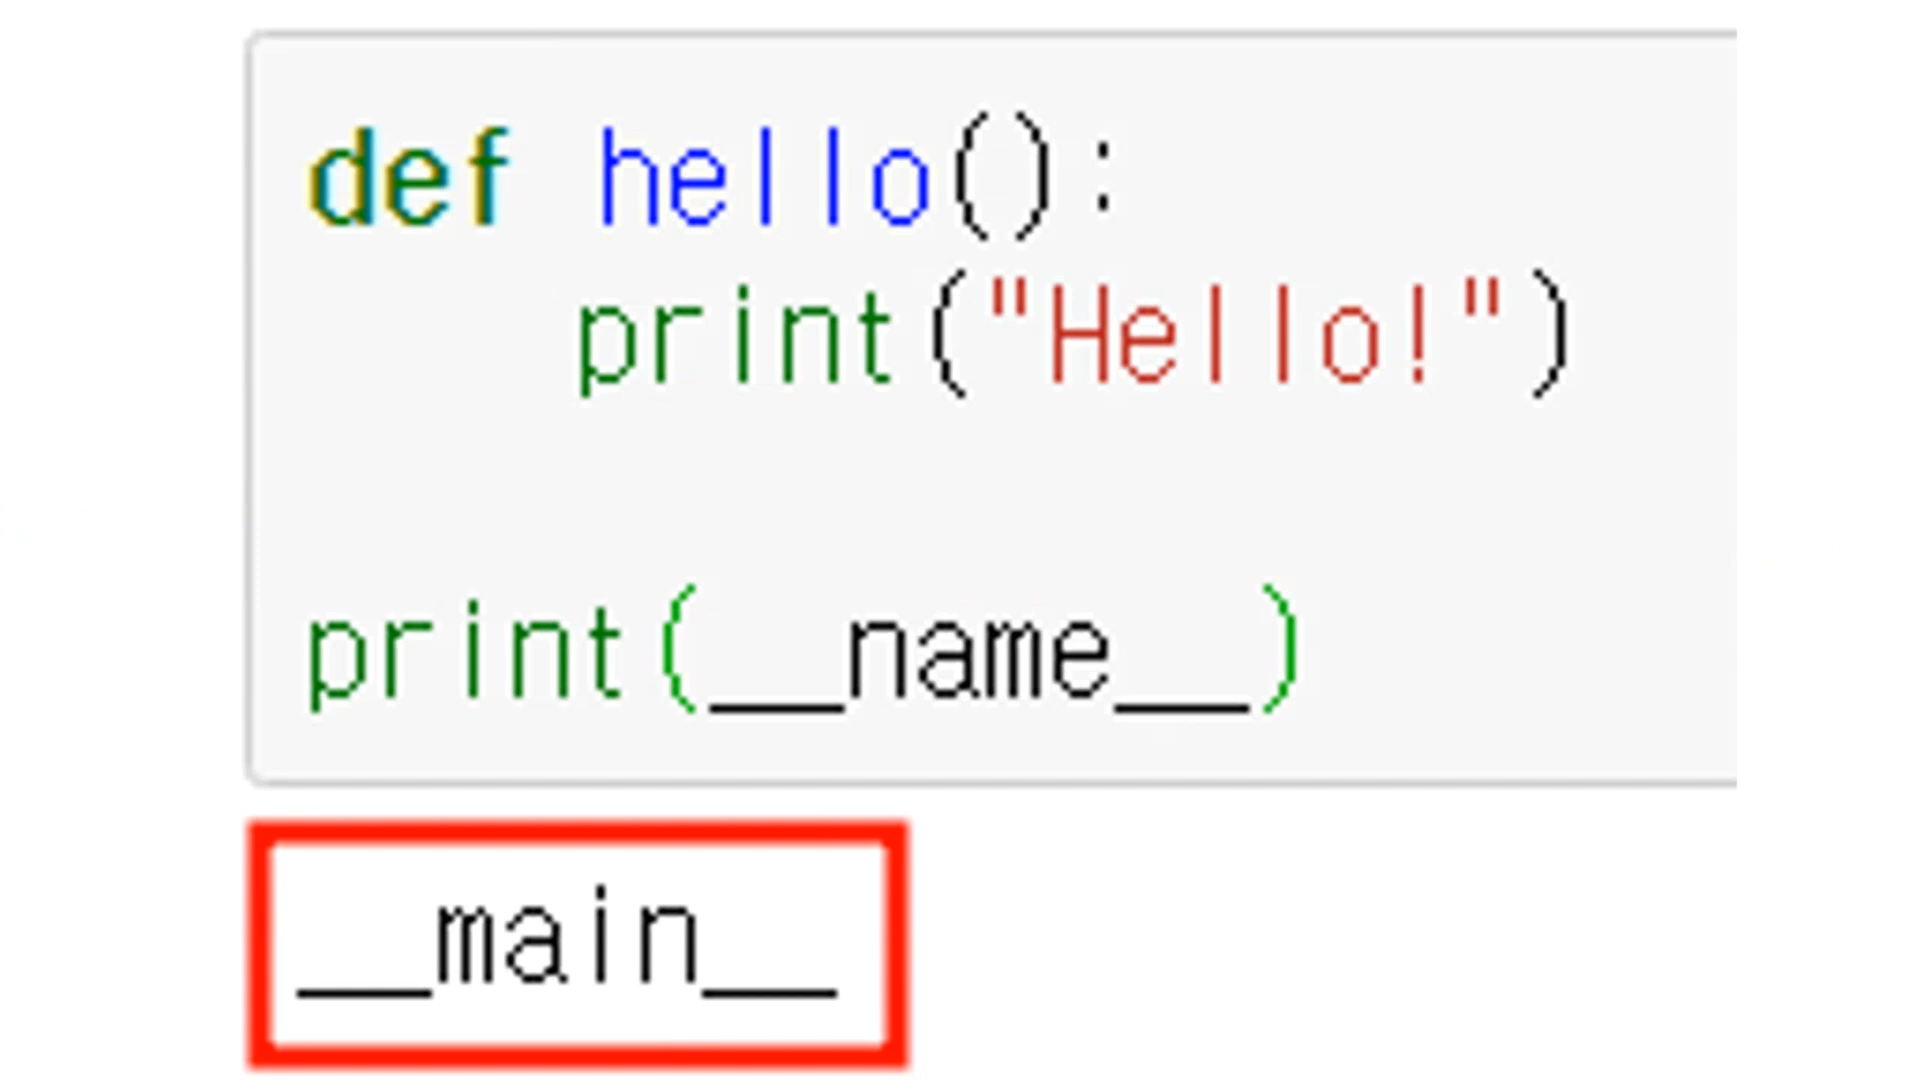 def hello():
    print("Hello!")
print(__name__)
__main__